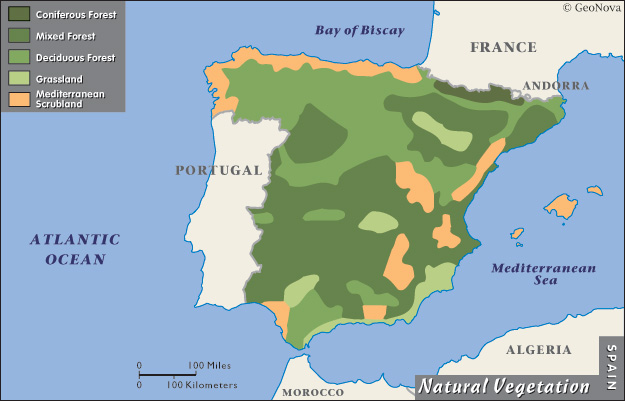 Coniferous Forest
Mixed Forest
Deciduous Forest
Grassland
Mediterranean
Scrubland
© GeoNova
Bay of Biscay
FRANCE
ANDORRA
PORTUGAL
ATLANTIC
OCEAN
Mediterranean
Sea
ALGERIA
MOROCCO
0 100 Miles
0 100 Kilometers
Natural Vegetation
SPAIN